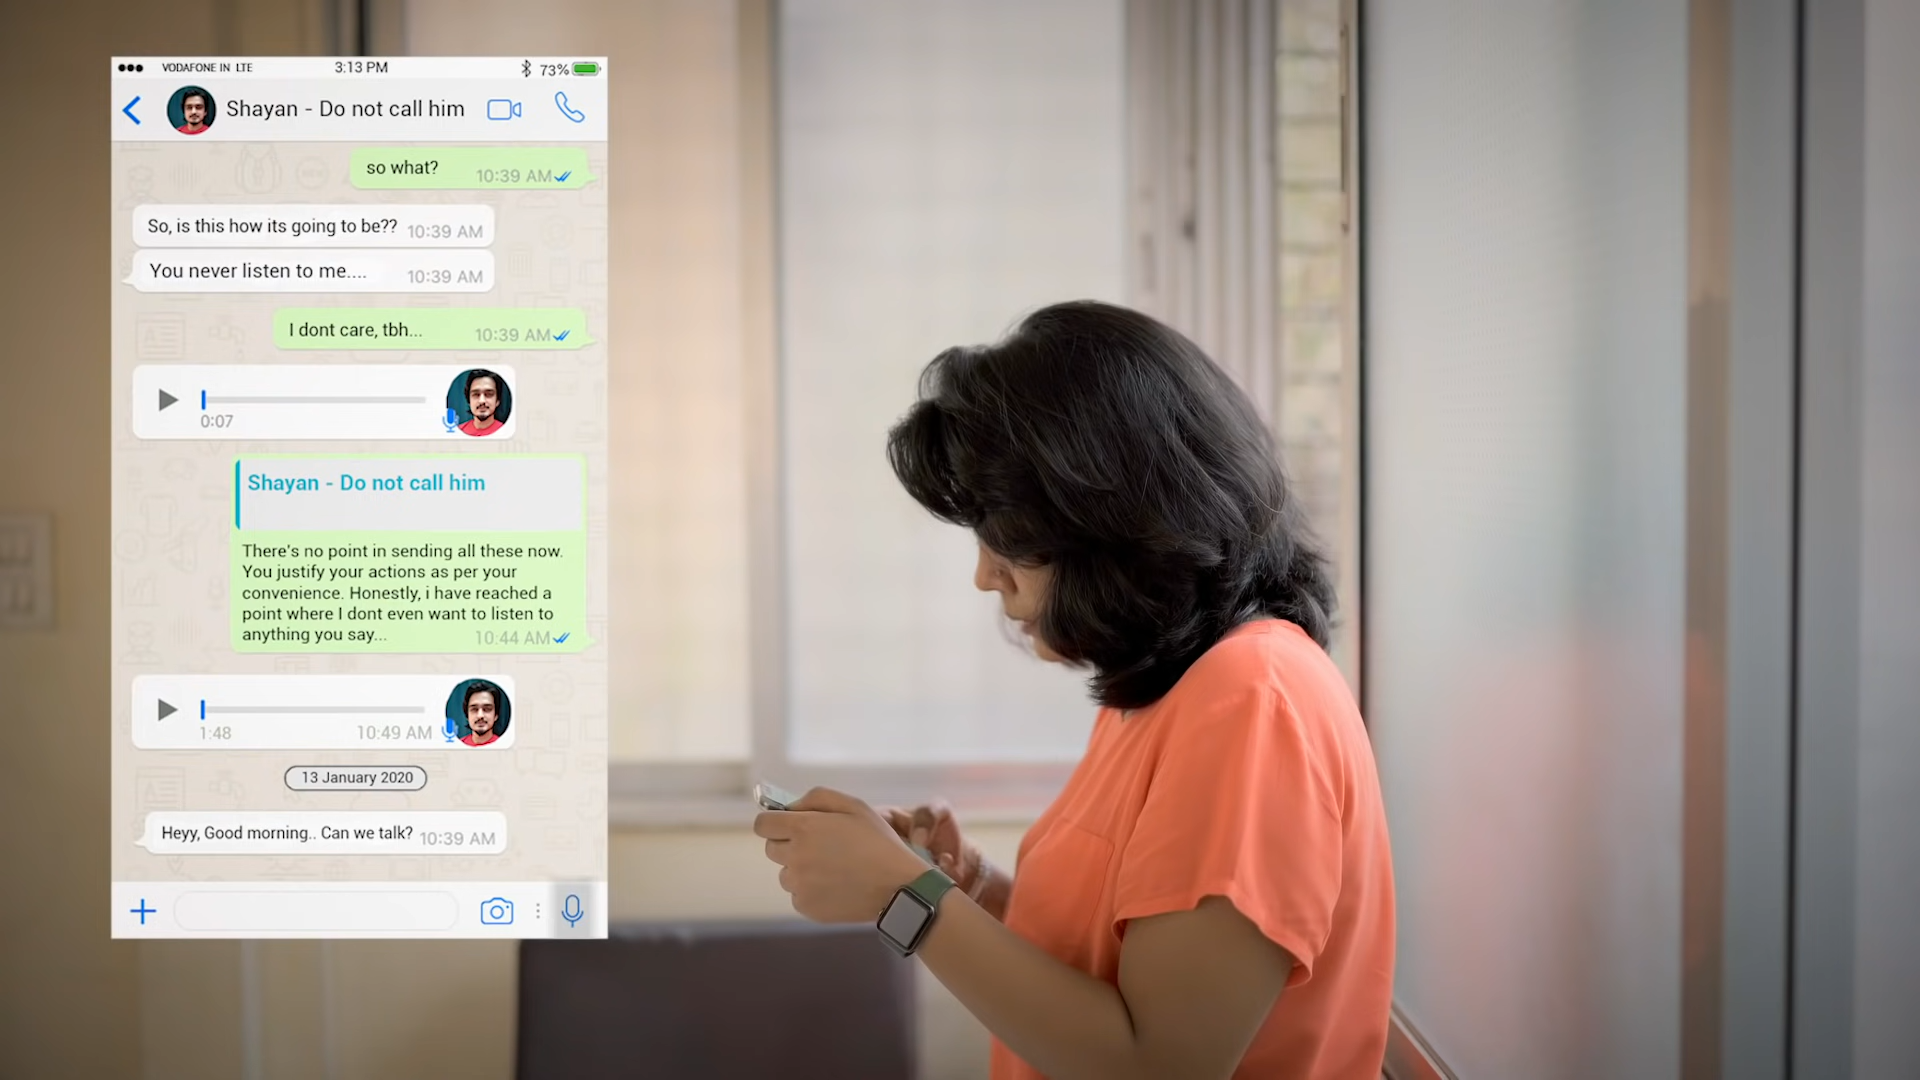 VODAFONE IN LTE 3:13 PM 73%
Shayan - Do not call him
so what? 10:39 AM
So, is this how its going to be?? 10:39 AM
You never listen to me.... 10:39 AM
I dont care, tbh... 10:39 AM
0:07
Shayan - Do not call him
There's no point in sending all these now.
You justify your actions as per your
convenience. Honestly, i have reached a
point where I dont even want to listen to
anything you say... 10:44 AM
1:48 10:49 AM
13 January 2020
Heyy, Good morning.. Can we talk? 10:39 AM